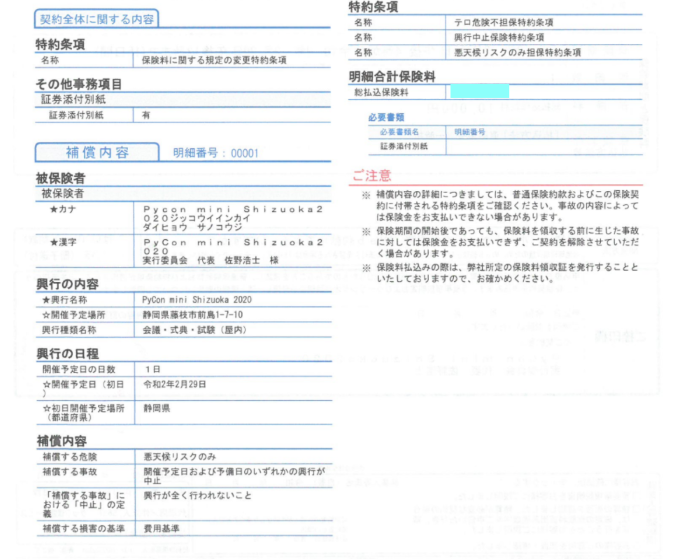 契約全体に関する内容
特約条項
名称 保険料に関する規定の変更特約条項
その他事務項目
証券添付別紙
証券添付別紙 有
補償内容 明細番号：00001
被保険者
被保険者
★カナ Ｐｙｃｏｎ ｍｉｎｉ Ｓｈｉｚｕｏｋａ２
０２０ジッコウイインカイ
ダイヒョウ サノコウジ
★漢字 ＰｙＣｏｎ ｍｉｎｉ Ｓｈｉｚｕｏｋａ２
０２０
実行委員会 代表 佐野浩士 様
興行の内容
★興行名称 PyCon mini Shizuoka 2020
☆開催予定場所 静岡県藤枝市前島1-7-10
興行種類名称 会議・式典・試験（屋内）
興行の日程
開催予定日の日数 1日
☆開催予定日（初日
） 令和2年2月29日
☆初日開催予定場所
（都道府県） 静岡県
補償内容
補償する危険 悪天候リスクのみ
補償する事故 開催予定日および予備日のいずれかの興行が
中止
「補償する事故」に
おける「中止」の定
義 興行が全く行われないこと
補償する損害の基準 費用基準
特約条項
名称 テロ危険不担保特約条項
名称 興行中止保険特約条項
名称 悪天候リスクのみ担保特約条項
明細合計保険料
総払込保険料
必要書類
必要書類名 明細番号
証券添付別紙
ご注意
※ 補償内容の詳細につきましては、普通保険約款およびこの保険契
約に付帯される特約条項をご確認ください。事故の内容によって
は保険金をお支払いできない場合があります。
※ 保険期間の開始後であっても、保険料を領収する前に生じた事故
に対しては保険金をお支払いできず、ご契約を解除させていただ
く場合があります。
※ 保険料払込みの際は、弊社所定の保険料領収証を発行することと
いたしておりますので、お確かめください。